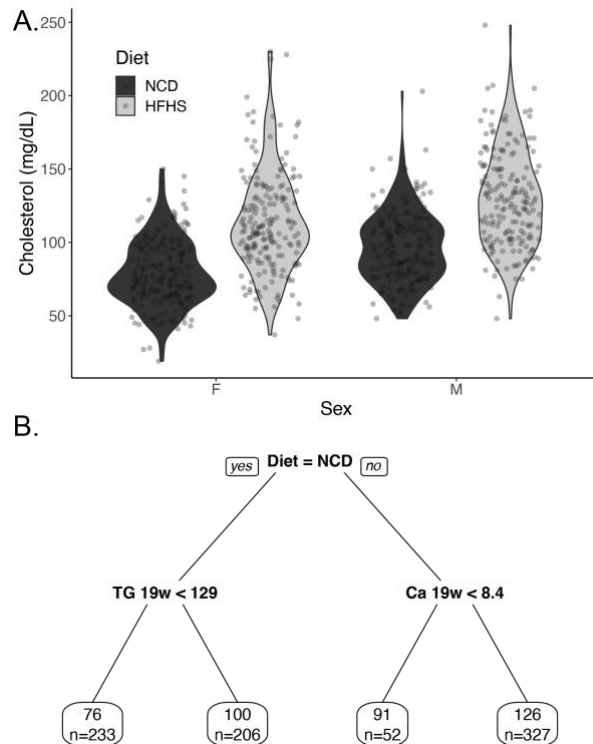 A.
Diet
NCD
HFHS
Cholesterol (mg/dL)
250
200
150
100
50
F
M
Sex
B.
yes Diet = NCD no
TG 19w < 129 Ca 19w < 8.4
76 100 91 126
n=233 n=206 n=52 n=327